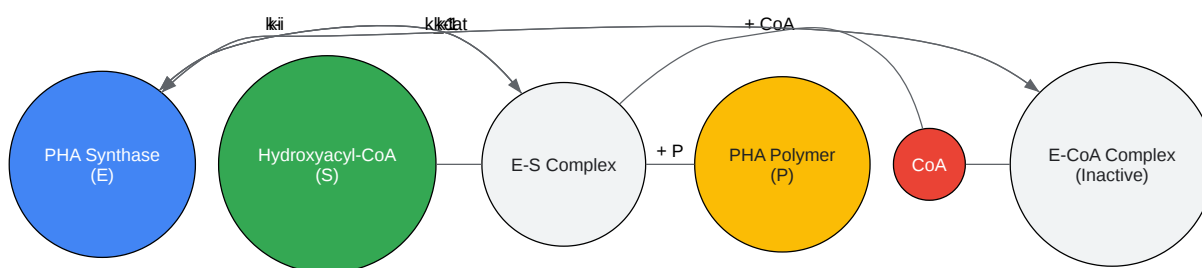 + CoA
PHA Synthase
(E)
Hydroxyacyl-CoA
(S)
E-S Complex
+ P
PHA Polymer
(P)
CoA
E-CoA Complex
(Inactive)